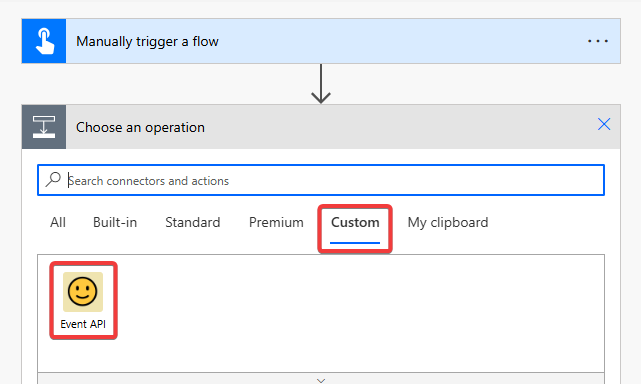 Manually trigger a flow
Choose an operation
Search connectors and actions
All Built-in Standard Premium Custom My clipboard
Event API